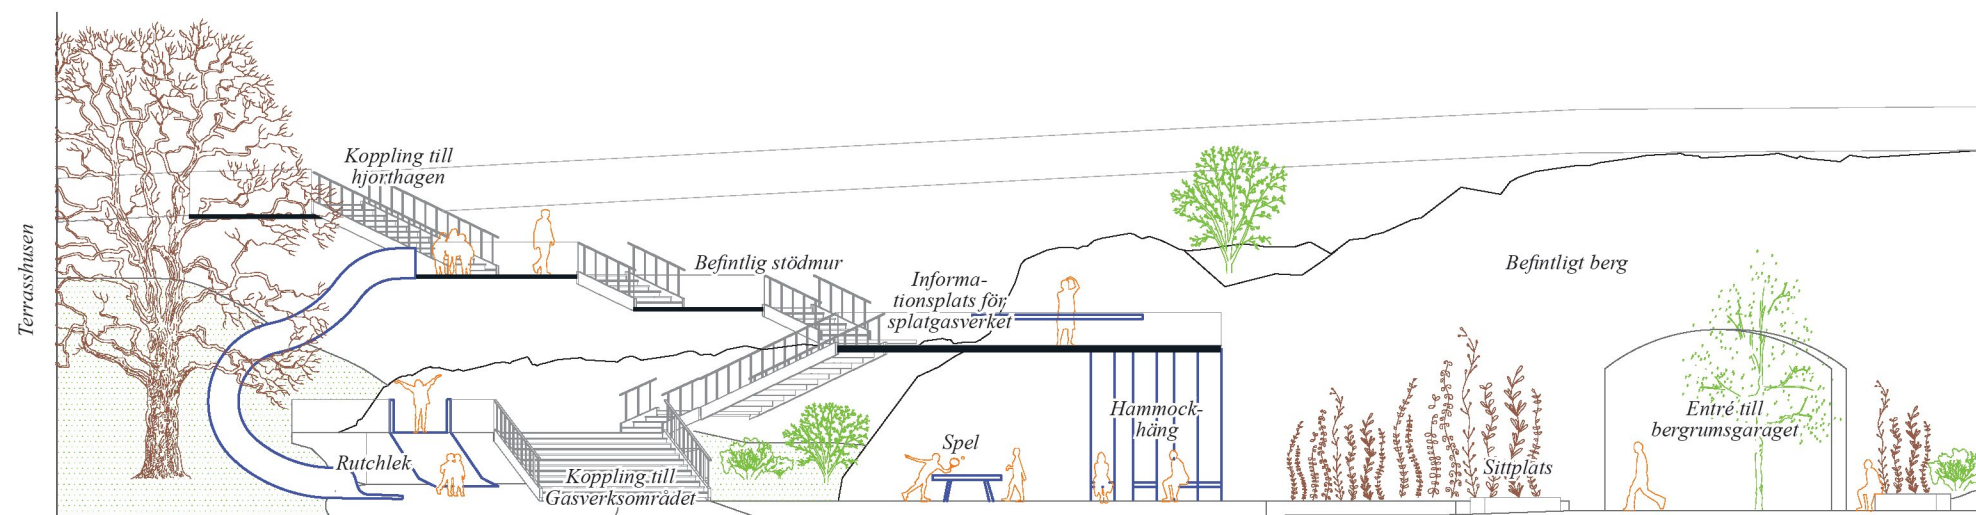 Terrasshusen
Koppling till
hjorthagen
Befintlig stödmur
Informa-
tionsplats för
splatgasverket
Befintligt berg
Hammock-
häng
Entré till
bergrumsgaraget
Spel
Rutchlek
Sittplats
Koppling till
Gasverksområdet